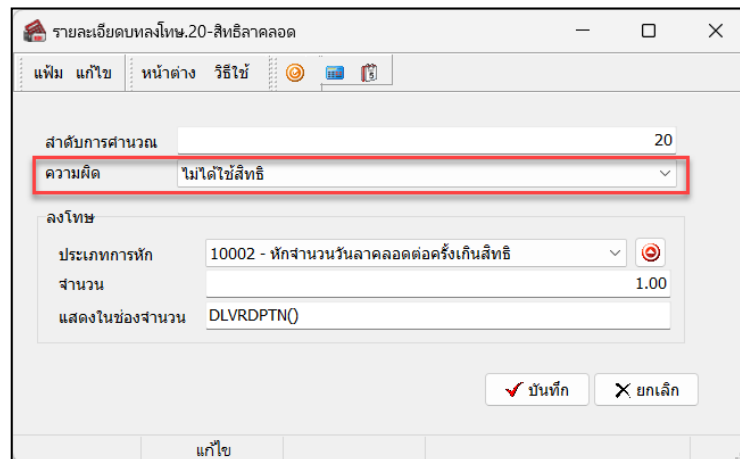 รายละเอียดบทลงโทษ.20-สิทธิลาคลอด
แฟ้ม แก้ไข หน้าต่าง วิธีใช้
ลำดับการคำนวณ 20
ความผิด ไม่ได้ใช้สิทธิ
ลงโทษ
ประเภทการหัก 10002 - หักจำนวนวันลาคลอดต่อครั้งเกินสิทธิ
จำนวน 1.00
แสดงในช่องจำนวน DLVRDPTN()
บันทึก ยกเลิก
แก้ไข